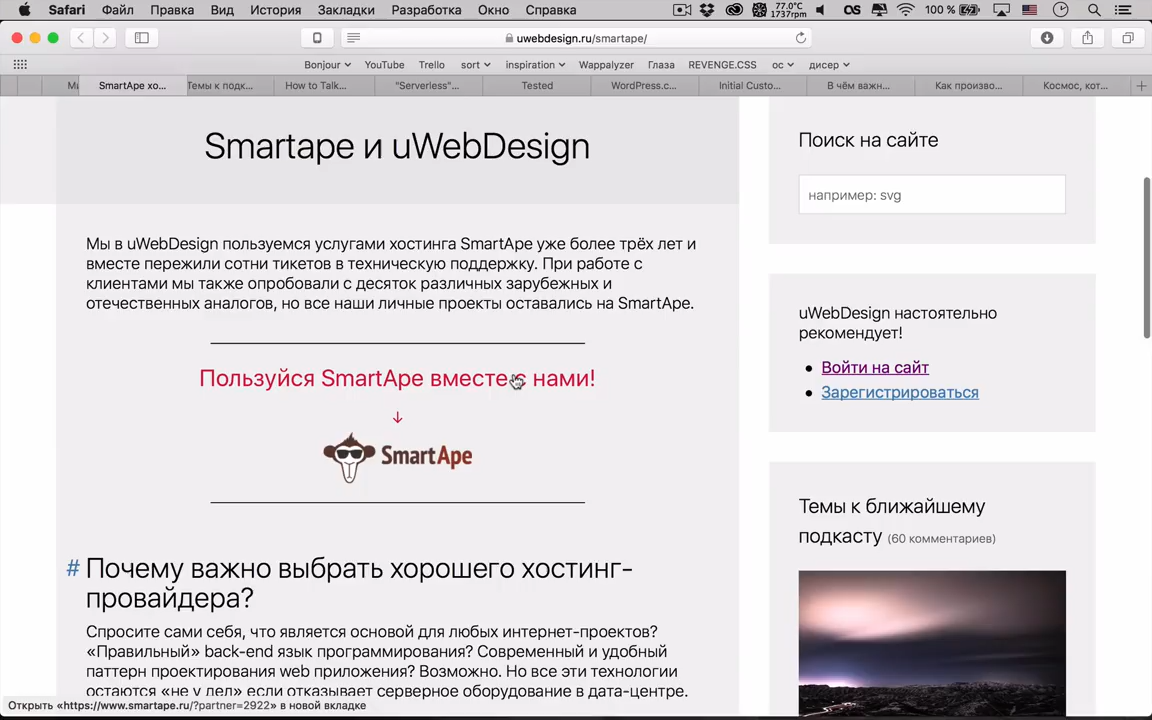 Safari Файл Правка Вид История Закладки Разработка Окно Справка 77.0°C 1737rpm 100 %
uwebdesign.ru/smartape/
Bonjour YouTube Trello sort inspiration Wappalyzer Глаза REVENGE.CSS ос дисер
SmartApe хо... Темы к подк... How to Talk... "Serverless"... Tested WordPress.c... Initial Custo... В чём важн... Как произво... Космос, кот...
Smartape и uWebDesign
Мы в uWebDesign пользуемся услугами хостинга SmartApe уже более трёх лет и
вместе пережили сотни тикетов в техническую поддержку. При работе с
клиентами мы также опробовали с десяток различных зарубежных и
отечественных аналогов, но все наши личные проекты оставались на SmartApe.
Пользуйся SmartApe вместе с нами!
↓
SmartApe
# Почему важно выбрать хорошего хостинг-
провайдера?
Спросите сами себя, что является основой для любых интернет-проектов?
«Правильный» back-end язык программирования? Современный и удобный
паттерн проектирования web приложения? Возможно. Но все эти технологии
остаются «не у дел» если отказывает серверное оборудование в дата-центре.
Поиск на сайте
например: svg
uWebDesign настоятельно
рекомендует!
Войти на сайт
Зарегистрироваться
Темы к ближайшему
подкасту (60 комментариев)
Открыть «https://www.smartape.ru/?partner=2922» в новой вкладке